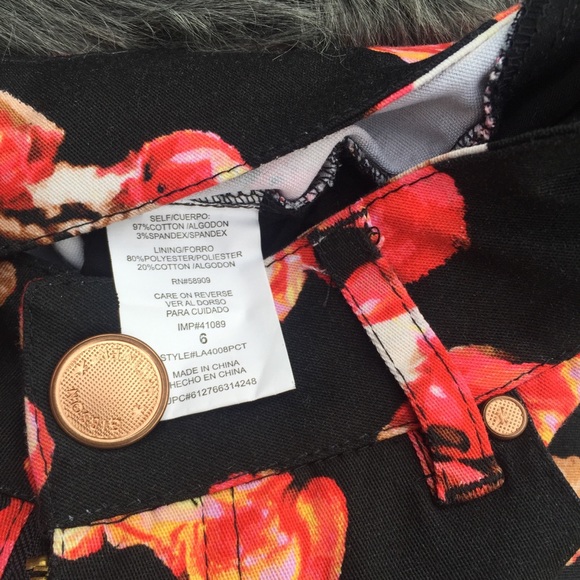 SELF/CUERPO:
97%COTTON/ALGODON
3%SPANDEX/SPANDEX
LINING/FORRO
80%POLYESTER/POLIESTER
20%COTTON /ALGODON
RN#58909
CARE ON REVERSE
VER AL DORSO
PARA CUIDADO
IMP#41089
6
STYLE#LA4008PCT
MADE IN CHINA
HECHO EN CHINA
UPC#612766314248